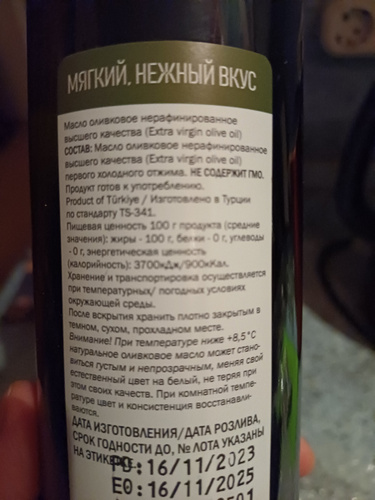 МЯГКИЙ, НЕЖНЫЙ ВКУС
Масло оливковое нерафинированное
высшего качества (Extra virgin olive oil)
СОСТАВ: Масло оливковое нерафинированное
высшего качества (Extra virgin olive oil)
первого холодного отжима. НЕ СОДЕРЖИТ ГМО.
Продукт готов к употреблению.
Product of Türkiye / Изготовлено в Турции
по стандарту TS-341.
Пищевая ценность 100 г продукта (средние
значения): жиры - 100 г, белки - 0 г, углеводы
- 0 г, энергетическая ценность
(калорийность): 3700кДж/900кКал.
Хранение и транспортировка осуществляется
при температурных/ погодных условиях
окружающей среды.
После вскрытия хранить плотно закрытым в
темном, сухом, прохладном месте.
Внимание! При температуре ниже +8,5°С
натуральное оливковое масло может стано-
виться густым и непрозрачным, меняя свой
естественный цвет на белый, не теряя при
этом своих качеств. При комнатной темпе-
ратуре цвет и консистенция восстанавли-
ваются.
ДАТА ИЗГОТОВЛЕНИЯ/ДАТА РОЗЛИВА,
СРОК ГОДНОСТИ ДО, № ЛОТА УКАЗАНЫ
НА ЭТИКЕ
PD:16/11/2023
E0:16/11/2025